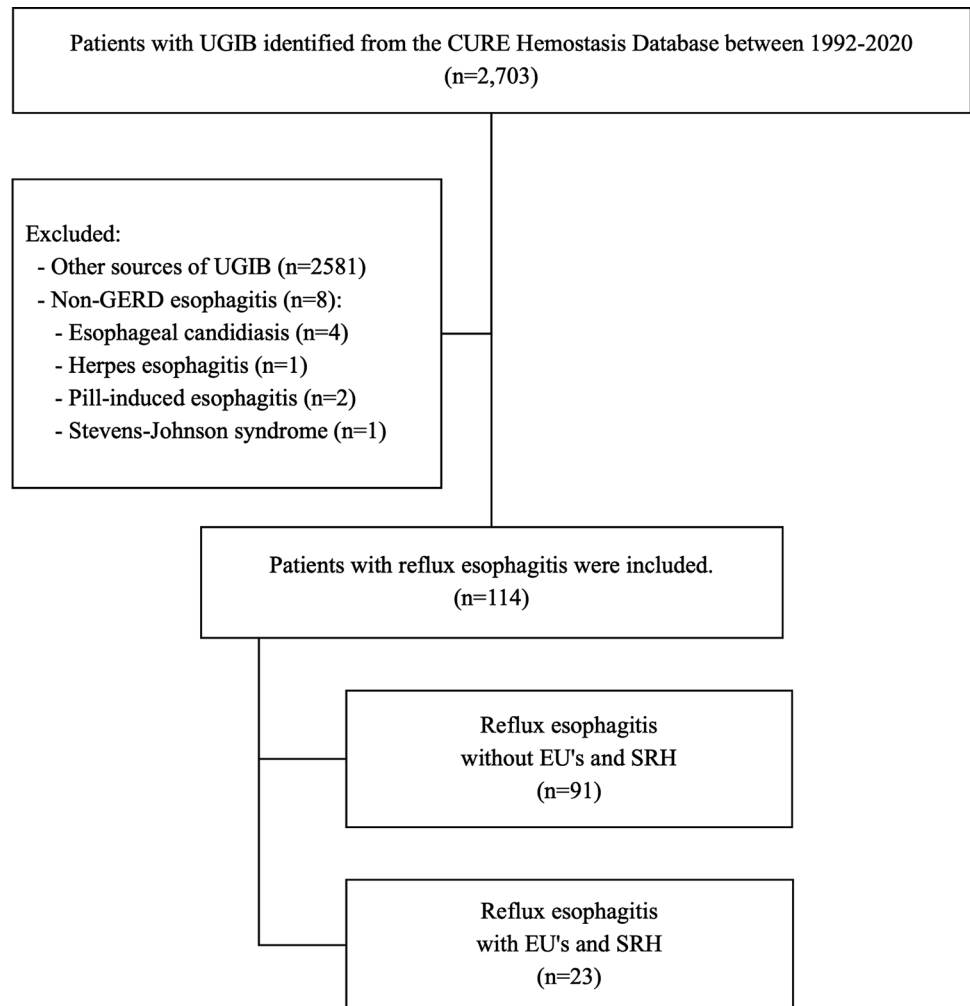 Patients with UGIB identified from the CURE Hemostasis Database between 1992-2020
(n=2,703)
Excluded:
- Other sources of UGIB (n=2581)
- Non-GERD esophagitis (n=8):
- Esophageal candidiasis (n=4)
- Herpes esophagitis (n=1)
- Pill-induced esophagitis (n=2)
- Stevens-Johnson syndrome (n=1)
Patients with reflux esophagitis were included.
(n=114)
Reflux esophagitis
without EU's and SRH
(n=91)
Reflux esophagitis
with EU's and SRH
(n=23)